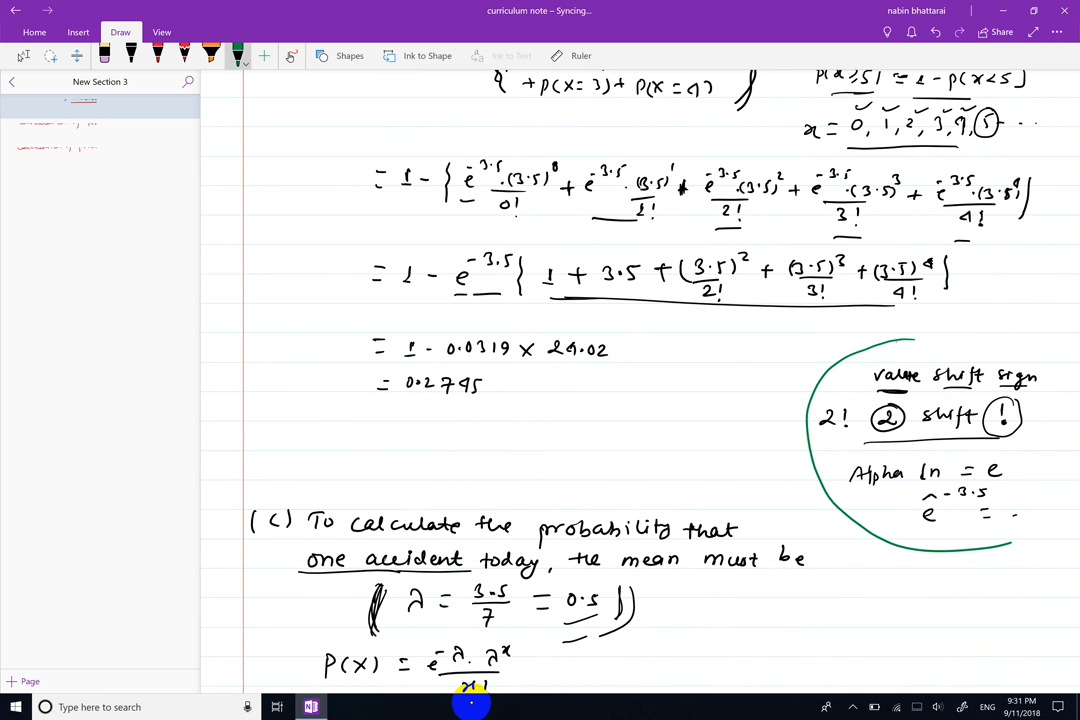 curriculum note - Syncing...
nabin bhattarai
Home Insert Draw View
Share
Shapes Ink to Shape Ink to Text Ruler
New Section 3
+ P(X=3) + P(X=4)
P(X≥5) = 1 - P(X<5)
x = 0, 1, 2, 3, 4, 5 - - -
= 1 - { e^-3.5 · (3.5)^0 / 0! + e^-3.5 · (3.5)^1 / 1! + e^-3.5 · (3.5)^2 / 2! + e^-3.5 · (3.5)^3 / 3! + e^-3.5 · (3.5)^4 / 4! }
= 1 - e^-3.5 { 1 + 3.5 + (3.5)^2 / 2! + (3.5)^3 / 3! + (3.5)^4 / 4! }
= 1 - 0.0319 × 24.02
= 0.2745
value shift sign
2! 2 shift !
Alpha ln = e
e^-3.5 = .
(c) To calculate the probability that
one accident today, the mean must be
λ = 3.5 / 7 = 0.5
P(X) = e^-λ · λ^x / x!
Page
Type here to search
ENG
9:31 PM
9/11/2018